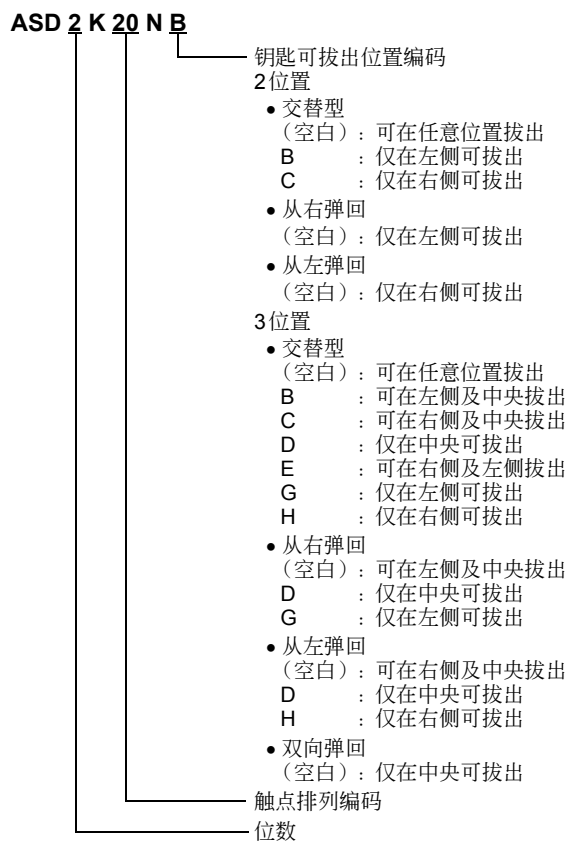 ASD 2 K 20 N B
钥匙可拔出位置编码
2位置
• 交替型
（空白）：可在任意位置拔出
B ：仅在左侧可拔出
C ：仅在右侧可拔出
• 从右弹回
（空白）：仅在左侧可拔出
• 从左弹回
（空白）：仅在右侧可拔出
3位置
• 交替型
（空白）：可在任意位置拔出
B ：可在左侧及中央拔出
C ：可在右侧及中央拔出
D ：仅在中央可拔出
E ：可在右侧及左侧拔出
G ：仅在左侧可拔出
H ：仅在右侧可拔出
• 从右弹回
（空白）：可在左侧及中央拔出
D ：仅在中央可拔出
G ：仅在左侧可拔出
• 从左弹回
（空白）：可在右侧及中央拔出
D ：仅在中央可拔出
H ：仅在右侧可拔出
• 双向弹回
（空白）：仅在中央可拔出
触点排列编码
位数